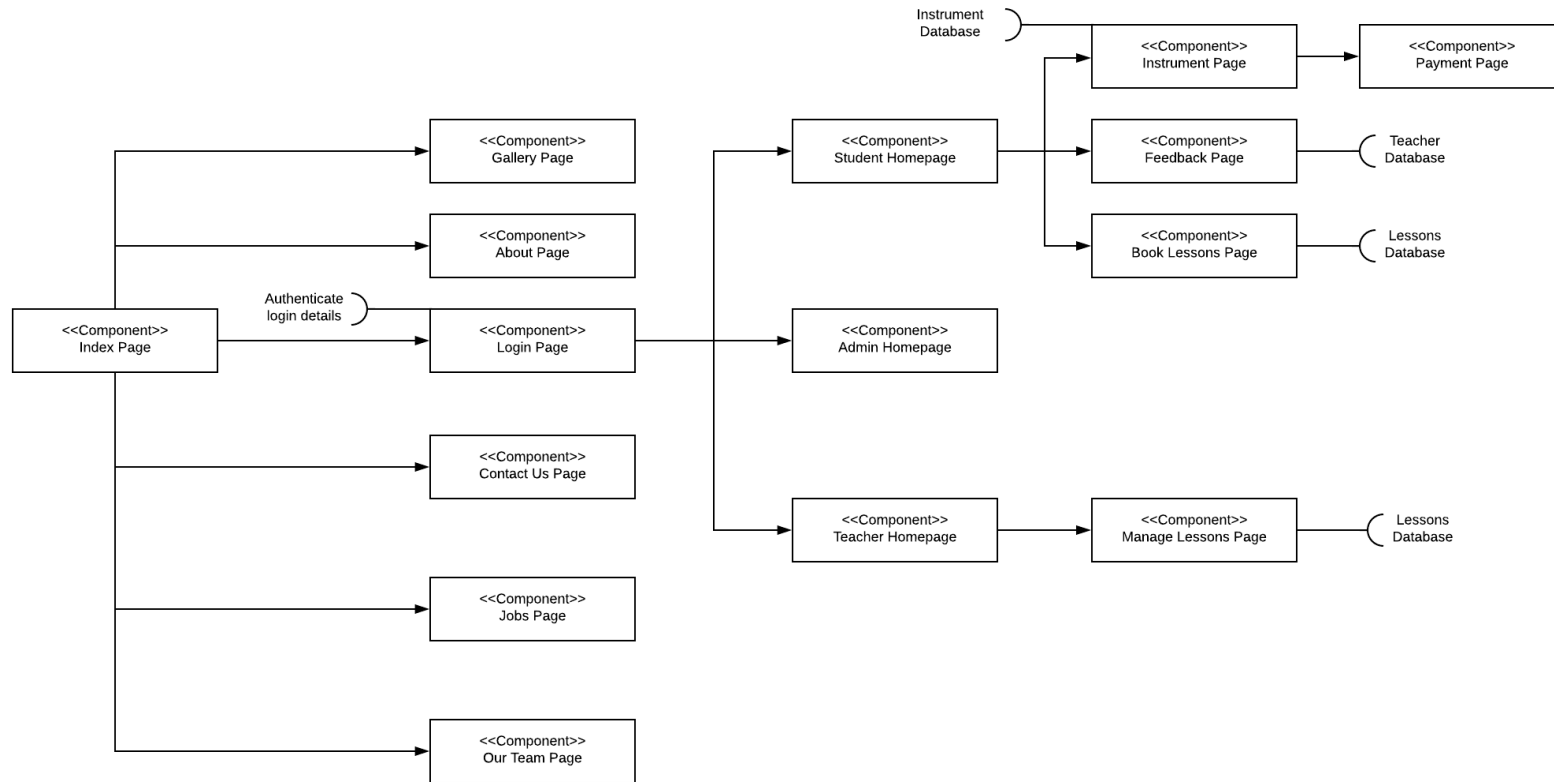 Instrument
Database
<<Component>>
Instrument Page
<<Component>>
Payment Page
<<Component>>
Gallery Page
<<Component>>
Student Homepage
<<Component>>
Feedback Page
Teacher
Database
<<Component>>
About Page
<<Component>>
Book Lessons Page
Lessons
Database
Authenticate
login details
<<Component>>
Index Page
<<Component>>
Login Page
<<Component>>
Admin Homepage
<<Component>>
Contact Us Page
<<Component>>
Teacher Homepage
<<Component>>
Manage Lessons Page
Lessons
Database
<<Component>>
Jobs Page
<<Component>>
Our Team Page